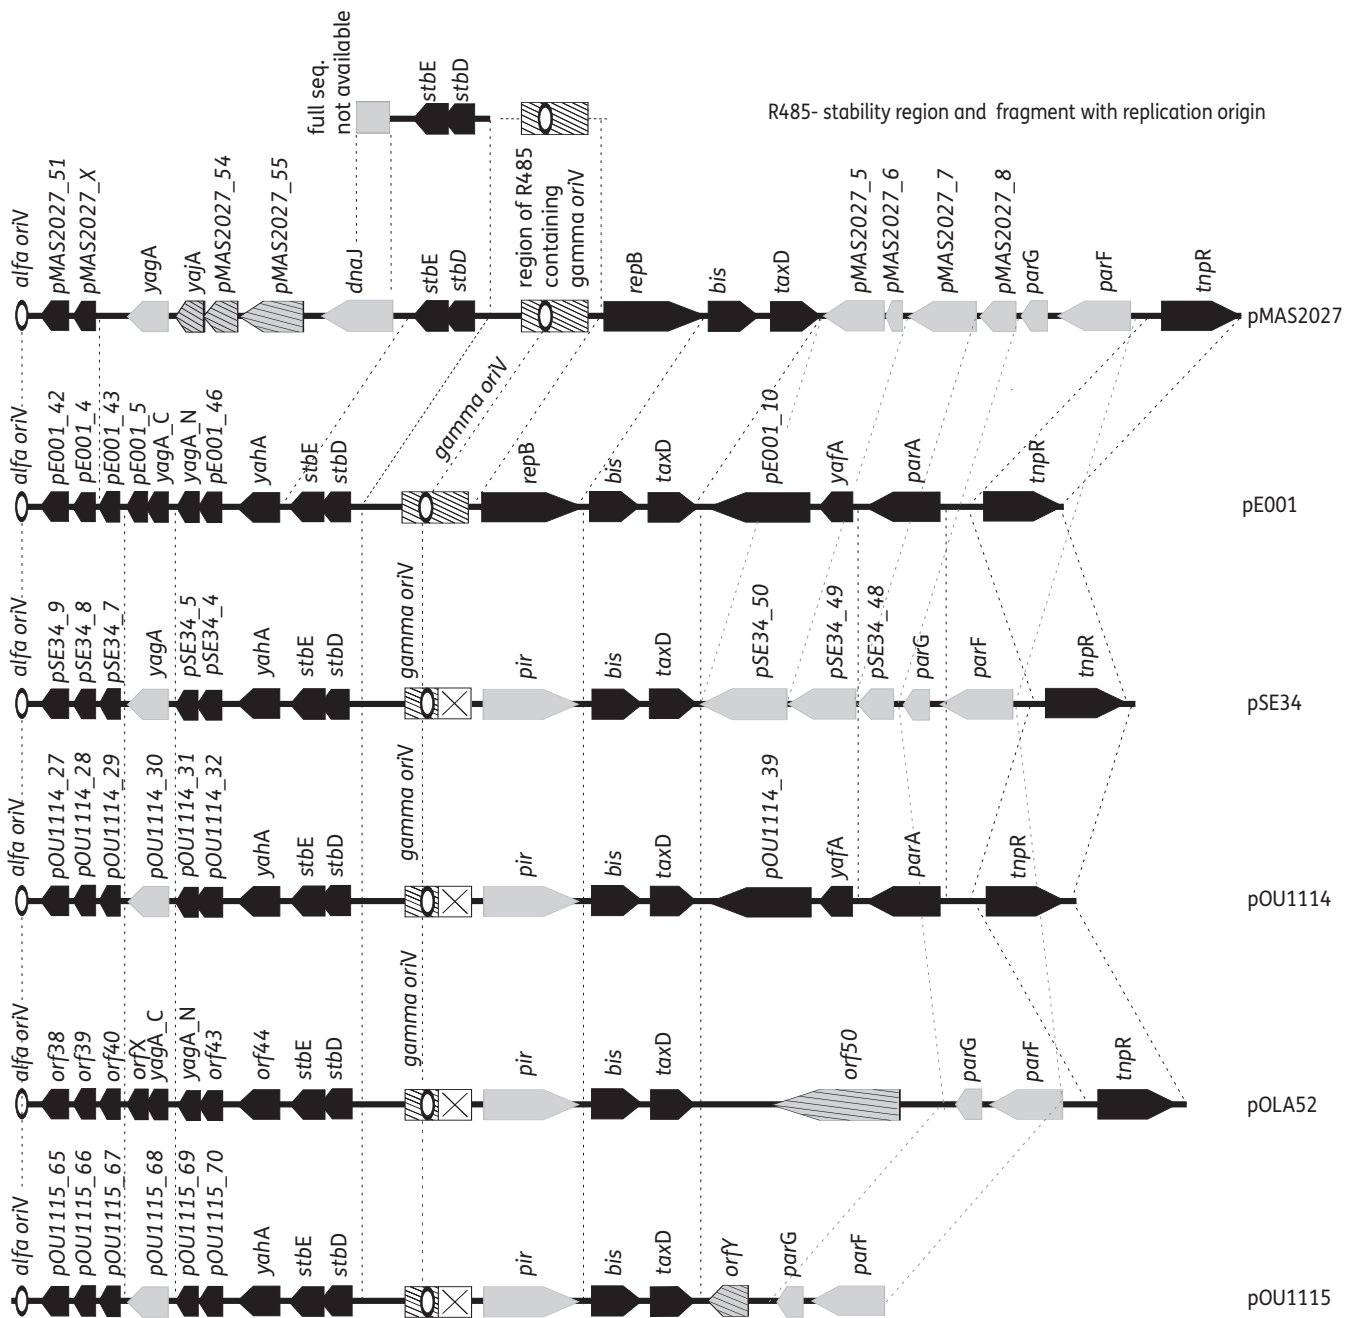 full seq.
not available
stbE
stbD
R485- stability region and fragment with replication origin
alfa oriV
pMAS2027_51
pMAS2027_X
yagA
yajA
pMAS2027_54
pMAS2027_55
dnaJ
stbE
stbD
region of R485
containing
gamma oriV
repB
bis
taxD
pMAS2027_5
pMAS2027_6
pMAS2027_7
pMAS2027_8
parG
parF
tnpR
pMAS2027
alfa oriV
pE001_42
pE001_4
pE001_43
pE001_5
yagA_C
yagA_N
pE001_46
yahA
stbE
stbD
gamma oriV
repB
bis
taxD
pE001_10
yafA
parA
tnpR
pE001
alfa oriV
pSE34_9
pSE34_8
pSE34_7
yagA
pSE34_5
pSE34_4
yahA
stbE
stbD
gamma oriV
pir
bis
taxD
pSE34_50
pSE34_49
pSE34_48
parG
parF
tnpR
pSE34
alfa oriV
pOU1114_27
pOU1114_28
pOU1114_29
pOU1114_30
pOU1114_31
pOU1114_32
yahA
stbE
stbD
gamma oriV
pir
bis
taxD
pOU1114_39
yafA
parA
tnpR
pOU1114
alfa oriV
orf38
orf39
orf40
orfX
yagA_C
yagA_N
orf43
orf44
stbE
stbD
gamma oriV
pir
bis
taxD
orf50
parG
parF
tnpR
pOLA52
alfa oriV
pOU1115_65
pOU1115_66
pOU1115_67
pOU1115_68
pOU1115_69
pOU1115_70
yahA
stbE
stbD
pir
bis
taxD
orfY
parG
parF
pOU1115